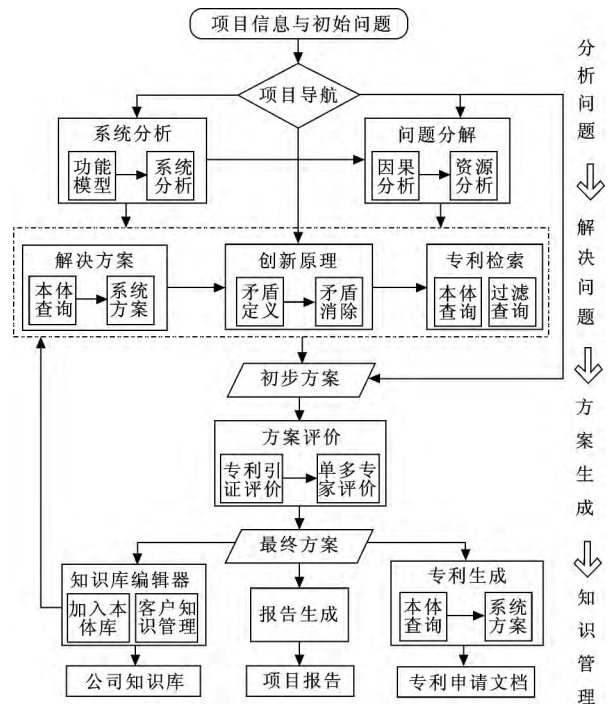 项目信息与初始问题
项目导航
系统分析
功能
模型
系统
分析
问题分解
因果
分析
资源
分析
解决方案
本体
查询
系统
方案
创新原理
矛盾
定义
矛盾
消除
专利检索
本体
查询
过滤
查询
初步方案
方案评价
专利引
证评价
单多专
家评价
最终方案
知识库编辑器
加入本
体库
客户知
识管理
报告生成
专利生成
本体
查询
系统
方案
公司知识库
项目报告
专利申请文档
分析问题
解决问题
方案生成
知识管理